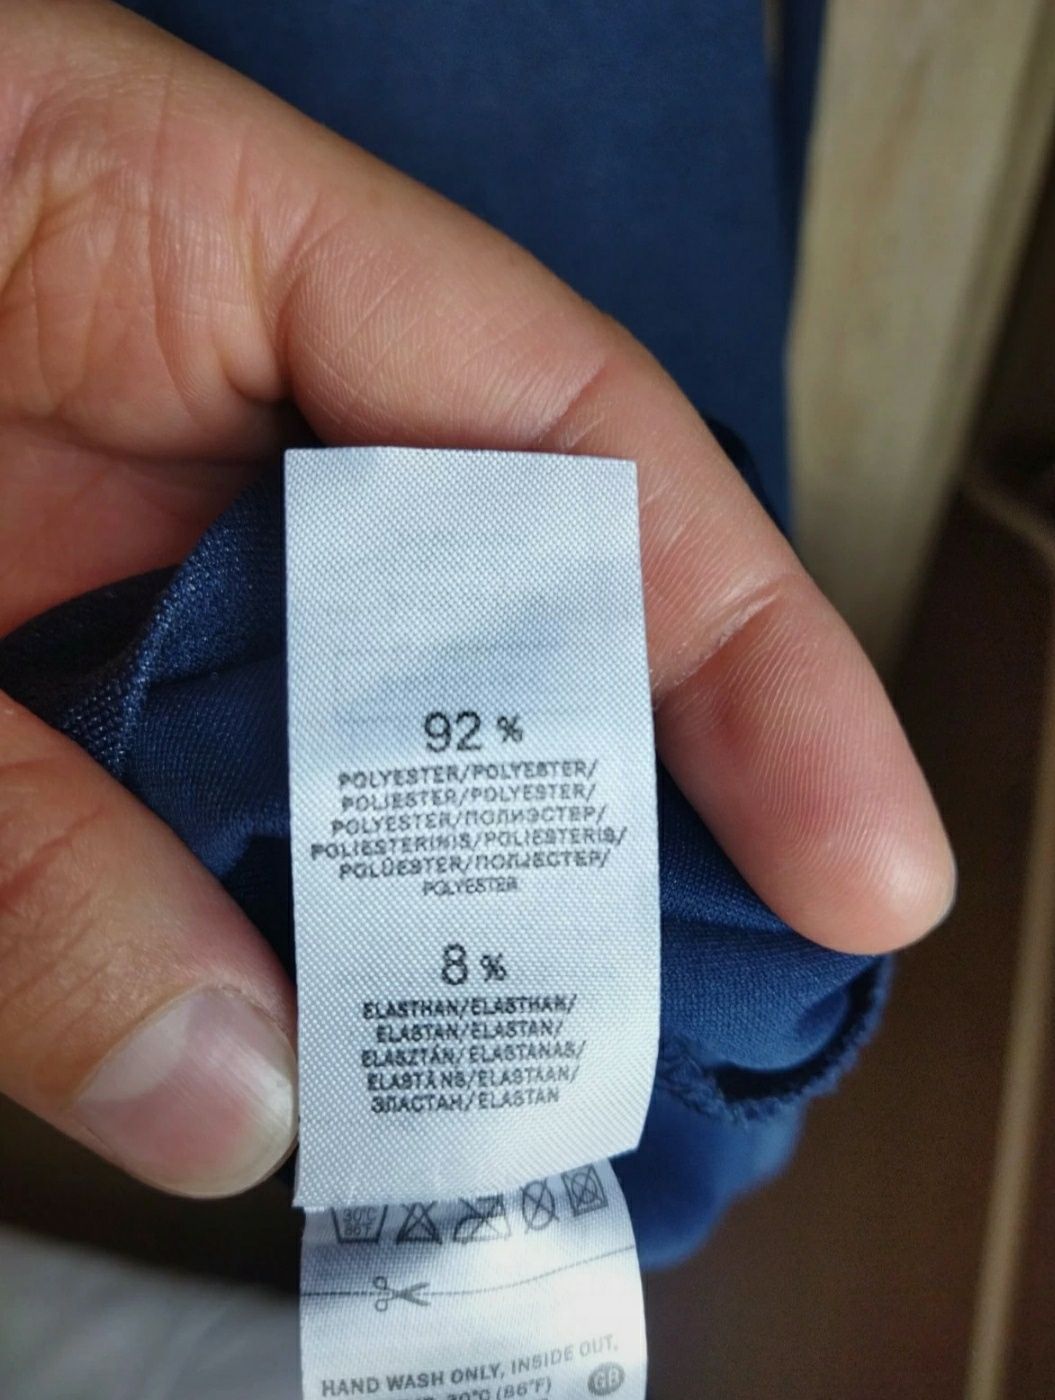 92 %
POLYESTER/POLYESTER/
POLIESTER/POLYESTER/
POLYESTER/ПОЛИЭСТЕР/
POLIESTERINIS/POLIESTERIS/
POLÜESTER/ПОЛІЕСТЕР/
POLYESTER
8 %
ELASTHAN/ELASTHAN/
ELASTAN/ELASTAN/
ELASZTÁN/ELASTANAS/
ELASTĀNS/ELASTAAN/
ЭЛАСТАН/ELASTAN
HAND WASH ONLY, INSIDE OUT,
30°C (86°F)
GB